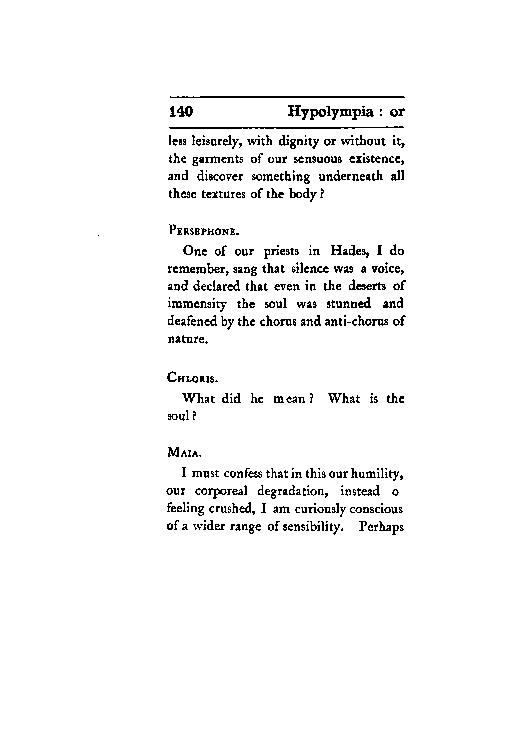 140 Hypolympia : or
less leisurely, with dignity or without it,
the garments of our sensuous existence,
and discover something underneath all
these textures of the body ?
PERSEPHONE.
One of our priests in Hades, I do
remember, sang that silence was a voice,
and declared that even in the deserts of
immensity the soul was stunned and
deafened by the chorus and anti-chorus of
nature.
CHLORIS.
What did he mean ? What is the
soul ?
MAIA.
I must confess that in this our humility,
our corporeal degradation, instead o
feeling crushed, I am curiously conscious
of a wider range of sensibility. Perhaps